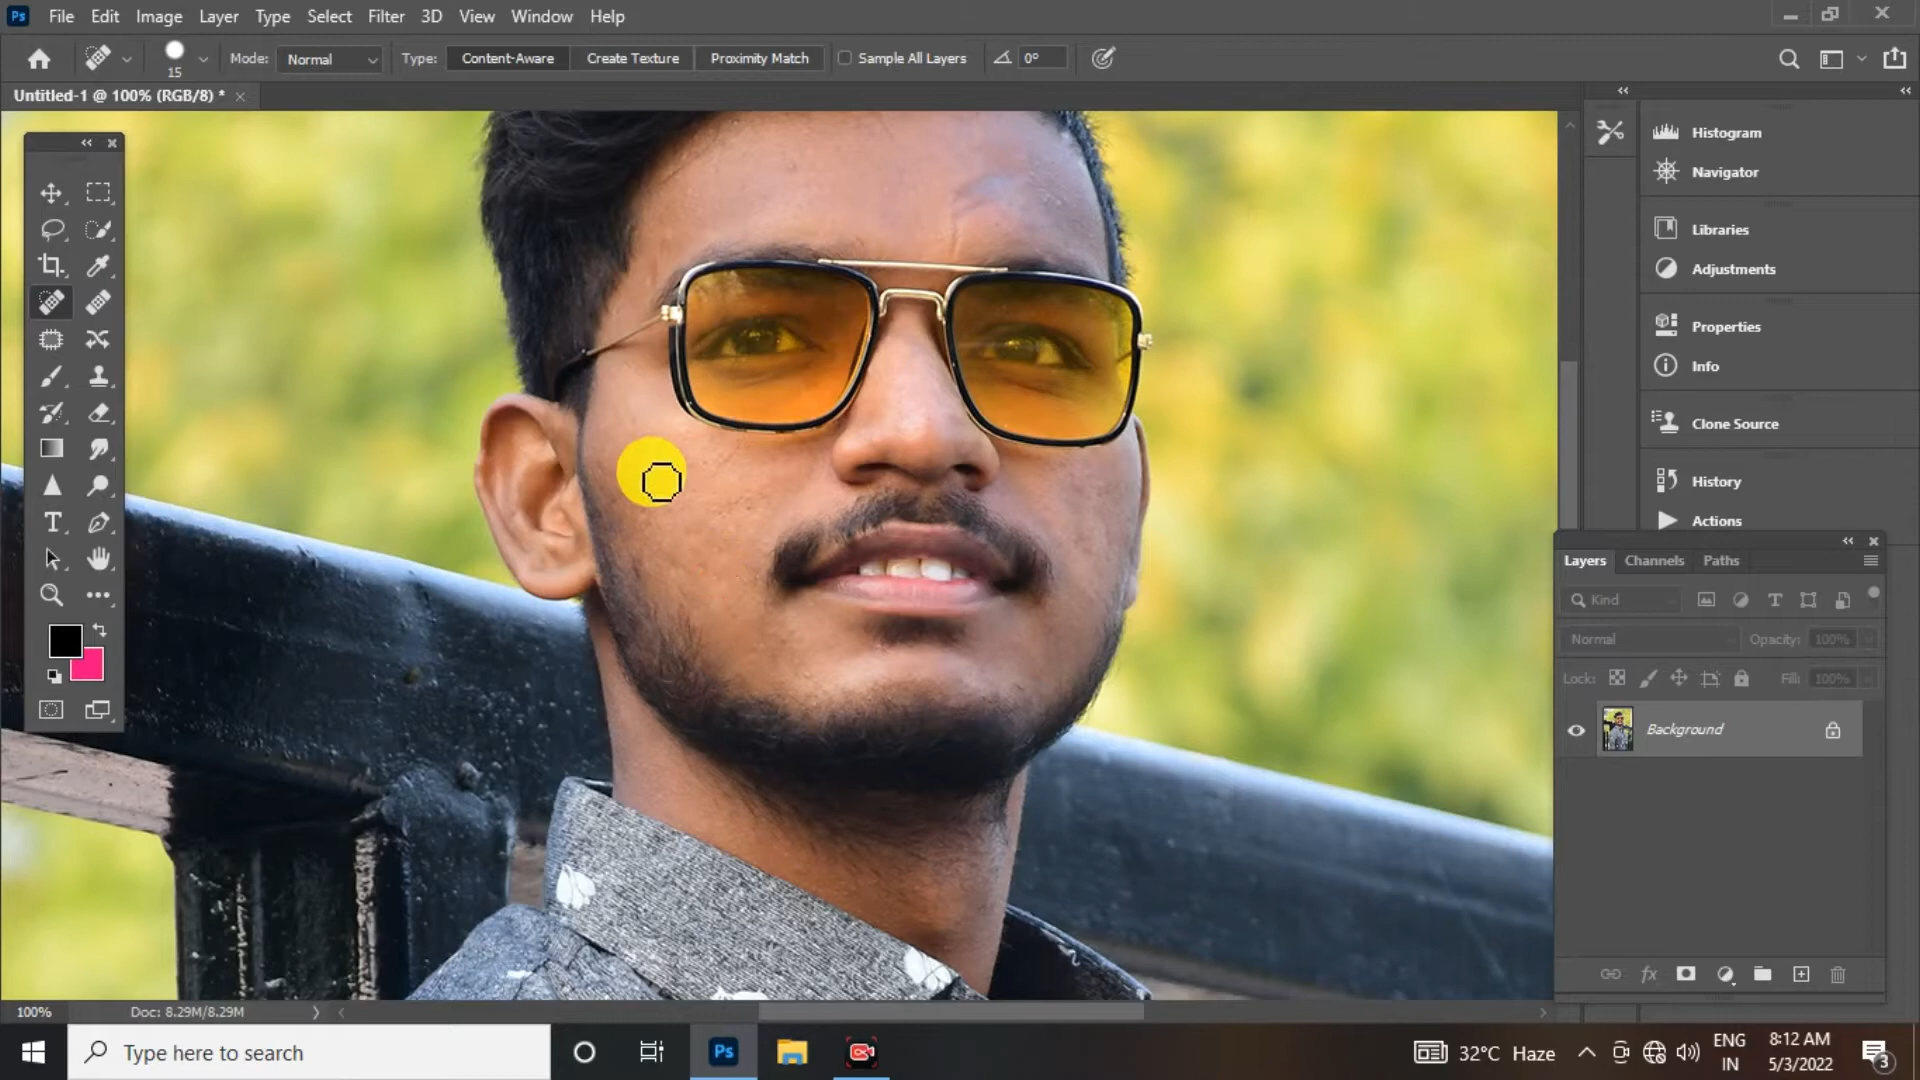 Ps File Edit Image Layer Type Select Filter 3D View Window Help
15 Mode: Normal Type: Content-Aware Create Texture Proximity Match Sample All Layers 0°
Untitled-1 @ 100% (RGB/8) * ×
Histogram
Navigator
Libraries
Adjustments
Properties
Info
Clone Source
History
Actions
Layers Channels Paths
Kind
Normal Opacity: 100%
Lock: Fill: 100%
Background
fx
100% Doc: 8.29M/8.29M
Type here to search
Ps
32°C Haze
ENG
IN
8:12 AM
5/3/2022
3